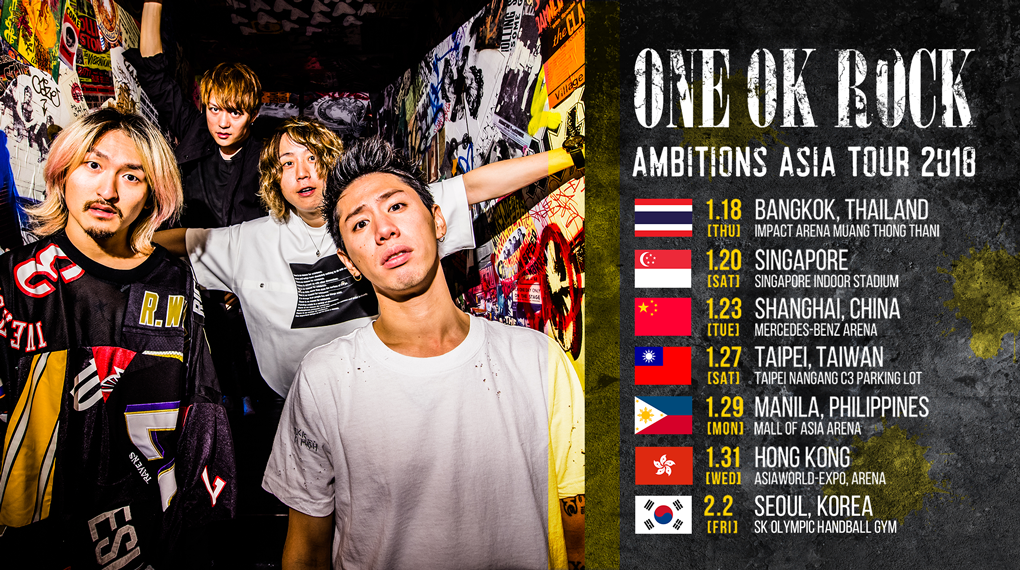 ONE OK ROCK
AMBITIONS ASIA TOUR 2018
1.18 BANGKOK, THAILAND
[THU] IMPACT ARENA MUANG THONG THANI
1.20 SINGAPORE
[SAT] SINGAPORE INDOOR STADIUM
1.23 SHANGHAI, CHINA
[TUE] MERCEDES-BENZ ARENA
1.27 TAIPEI, TAIWAN
[SAT] TAIPEI NANGANG C3 PARKING LOT
1.29 MANILA, PHILIPPINES
[MON] MALL OF ASIA ARENA
1.31 HONG KONG
[WED] ASIAWORLD-EXPO, ARENA
2.2 SEOUL, KOREA
[FRI] SK OLYMPIC HANDBALL GYM
the CLA
Village
R.W
RAVENS